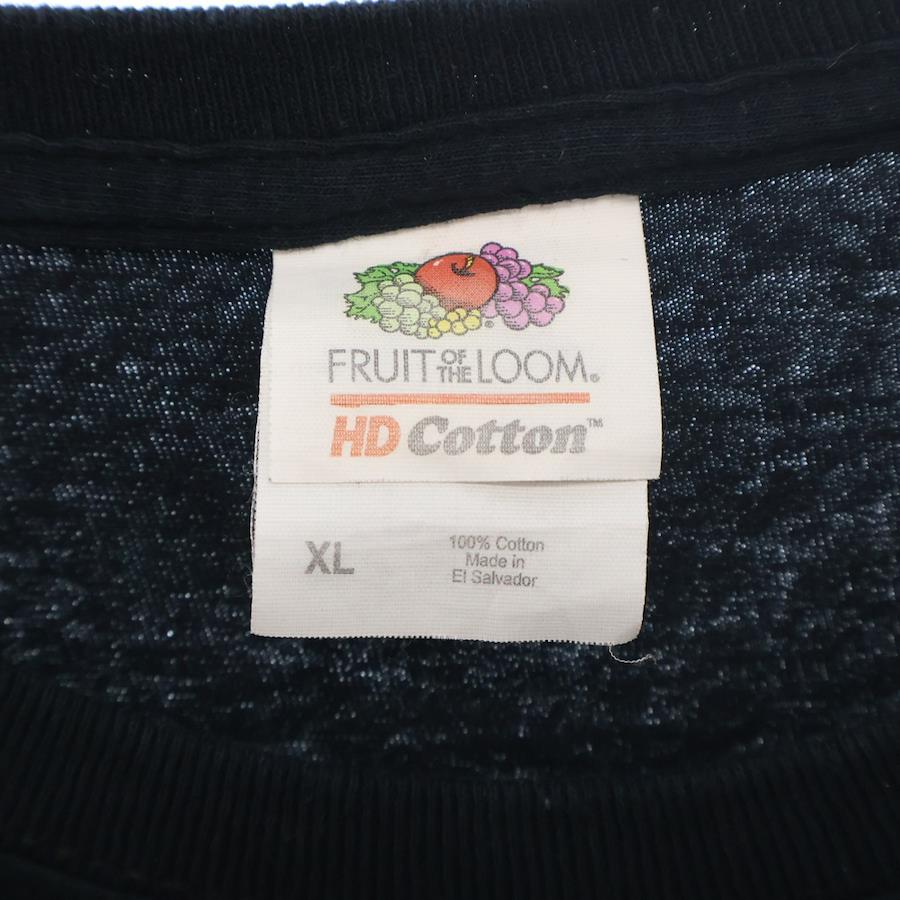 FRUIT OF THE LOOM®
HD Cotton™
XL
100% Cotton
Made in
El Salvador